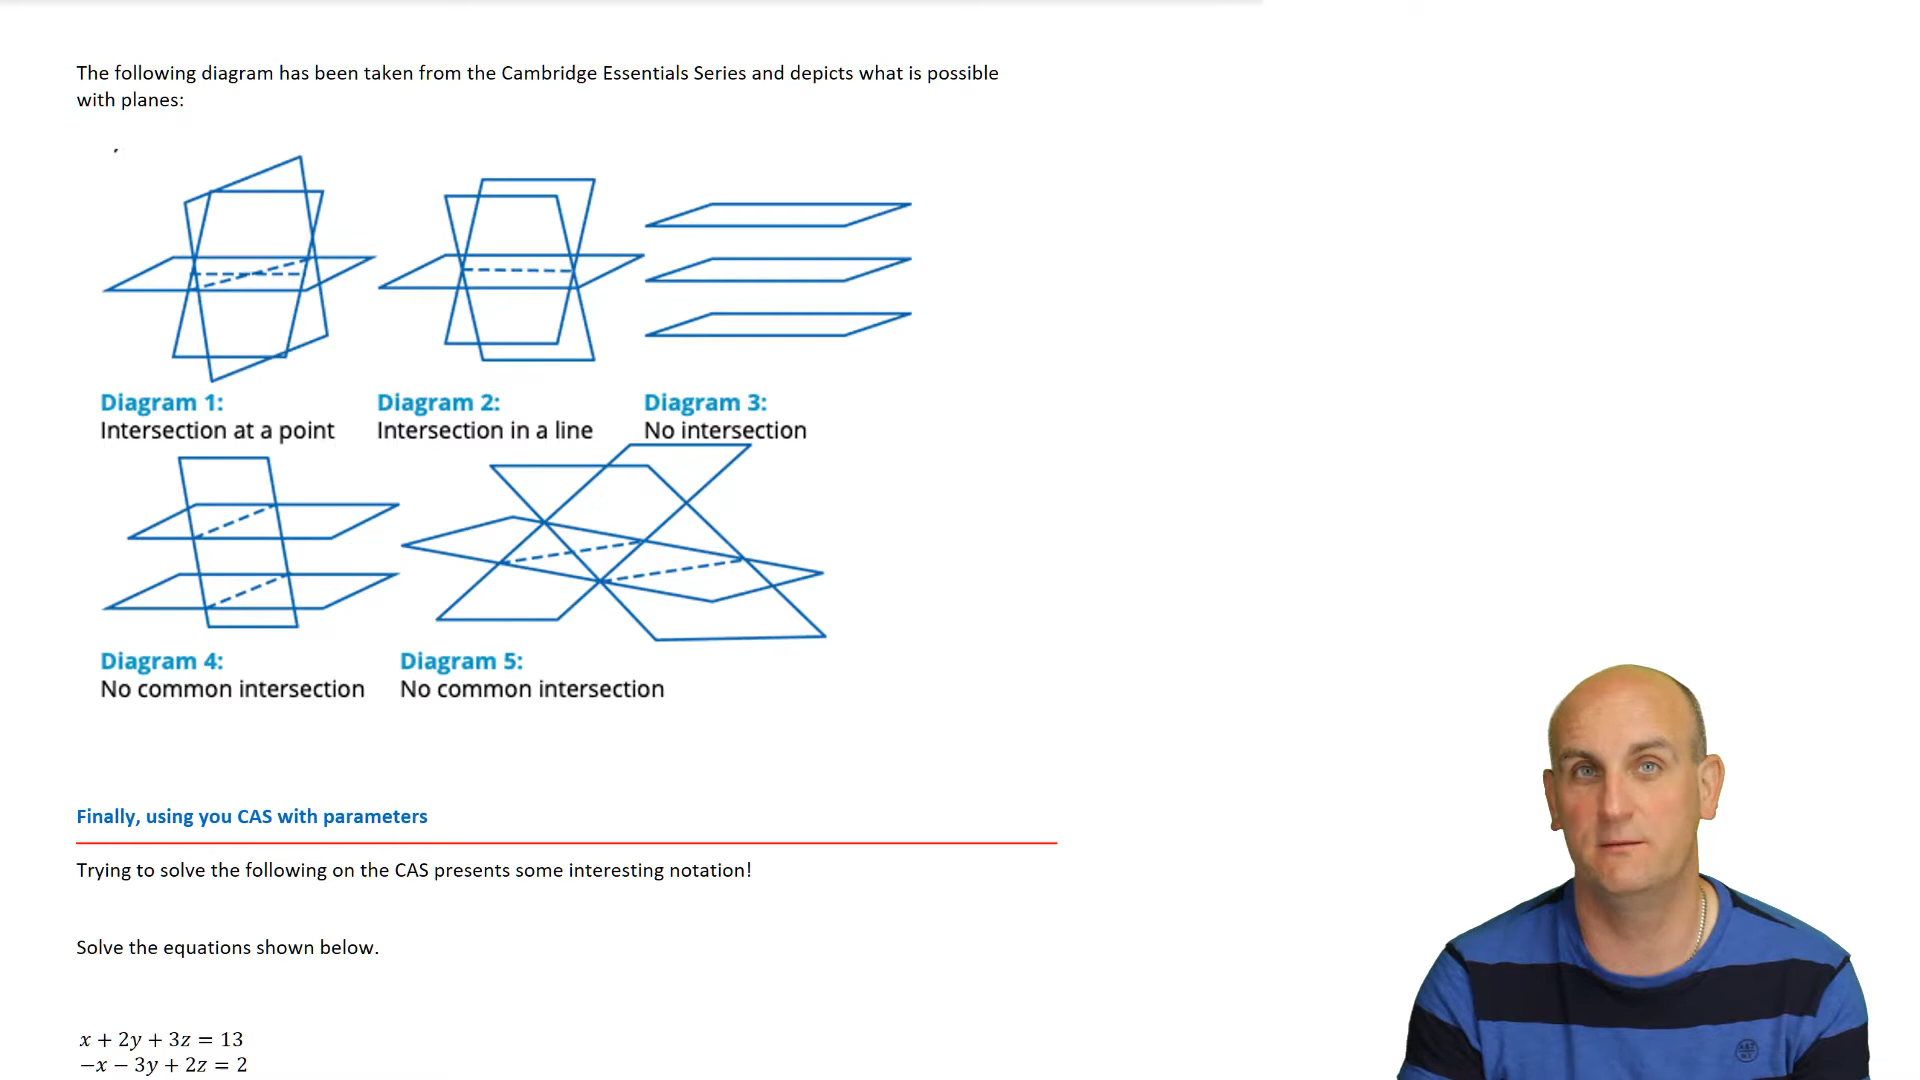 The following diagram has been taken from the Cambridge Essentials Series and depicts what is possible
with planes:
Diagram 1:
Intersection at a point
Diagram 2:
Intersection in a line
Diagram 3:
No intersection
Diagram 4:
No common intersection
Diagram 5:
No common intersection
Finally, using you CAS with parameters
Trying to solve the following on the CAS presents some interesting notation!
Solve the equations shown below.
x + 2y + 3z = 13
−x − 3y + 2z = 2